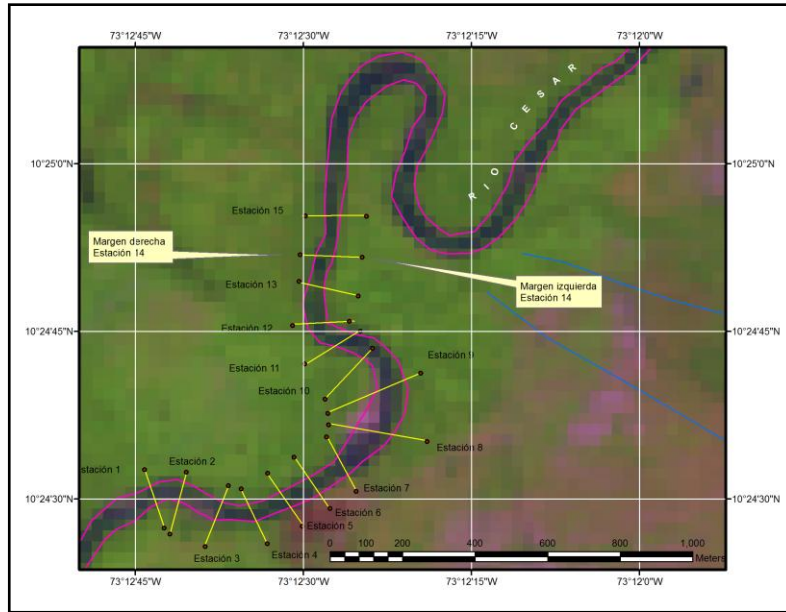 73°12'45"W 73°12'30"W 73°12'15"W 73°12'0"W
RIO CESAR
10°25'0"N 10°25'0"N
Estación 15
Margen derecha
Estación 14
Estación 13
Margen izquierda
Estación 14
Estación 12
10°24'45"N 10°24'45"N
Estación 11
Estación 9
Estación 10
Estación 8
Estación 2
stación 1
Estación 7
10°24'30"N 10°24'30"N
Estación 6
Estación 5
Estación 3
Estación 4
0 100 200 400 600 800 1,000
Meters
73°12'45"W 73°12'30"W 73°12'15"W 73°12'0"W